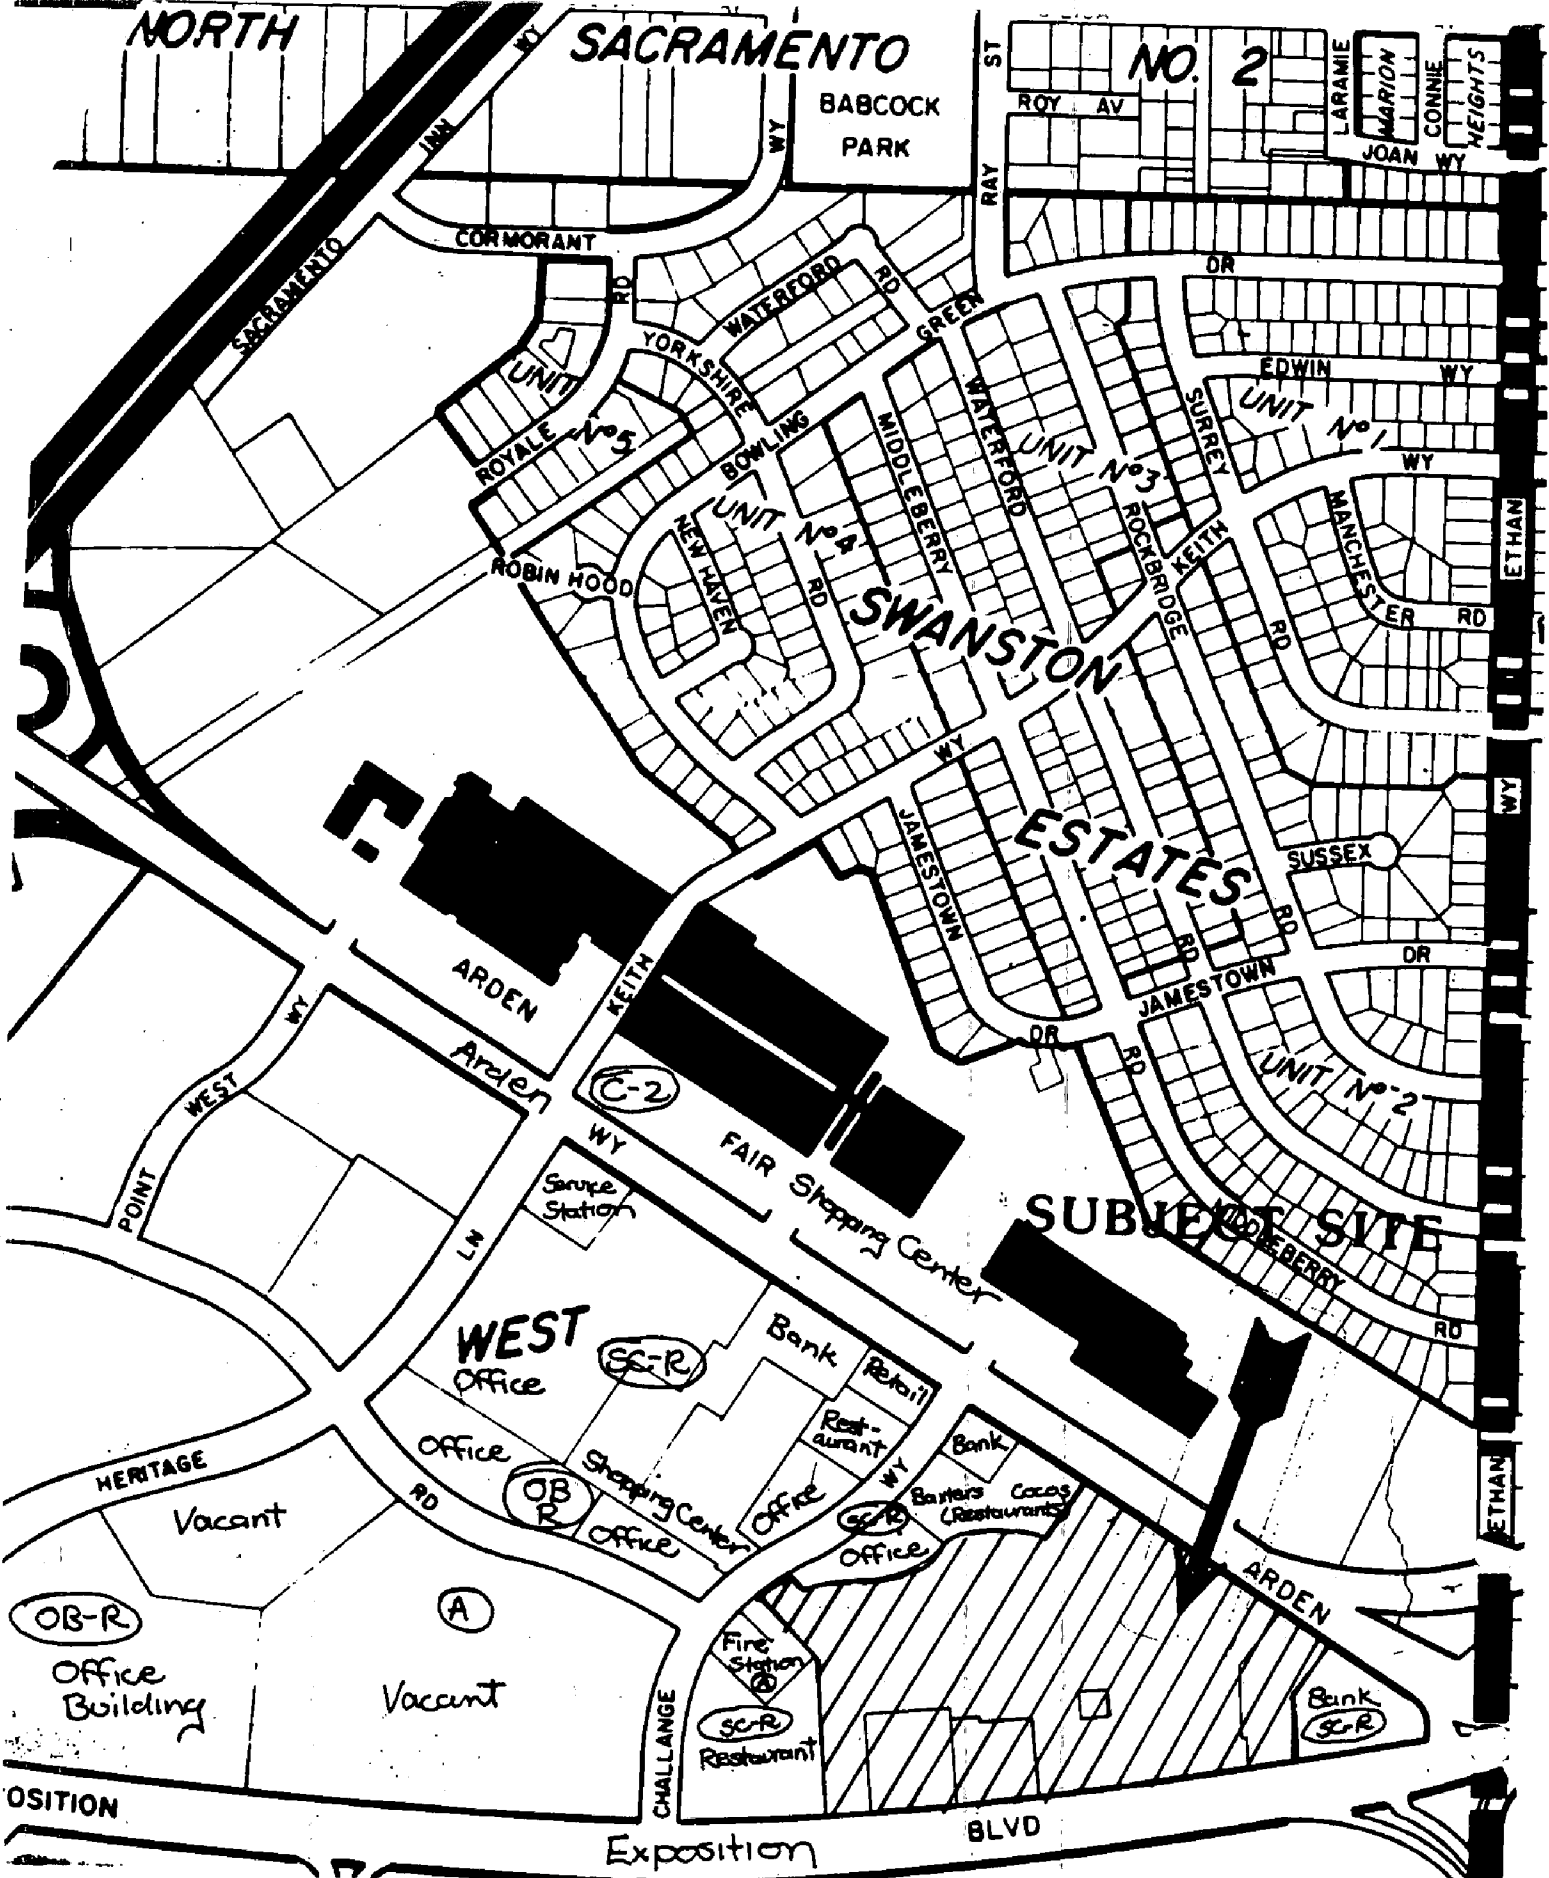 NORTH
SACRAMENTO
NO. 2
BABCOCK
PARK
ST
ROY AV
LARAMIE
MARION
CONNIE
HEIGHTS
JOAN WY
WY
INN
WY
RAY
CORMORANT
SACRAMENTO
RD
WATERFORD
RD
DR
GREEN
YORKSHIRE
EDWIN WY
UNIT
Nº5
ROYALE
BOWLING
MIDDLEBERRY
WATERFORD
SURREY
UNIT Nº1
UNIT Nº3
WY
UNIT Nº4
NEW HAVEN
ROBIN HOOD
RD
ROCKBRIDGE
KEITH
MANCHESTER RD
ETHAN
RD
SWANSTON
WY
WY
JAMESTOWN
ESTATES
SUSSEX
RD
RD
DR
JAMESTOWN
DR
RD
ARDEN
KEITH
Arden
WY
C-2
FAIR
Shopping Center
UNIT Nº2
WY
WEST
POINT
LN
Service
Station
SUBJECT SITE
MIDDLEBERRY
RD
WEST
Office
SC-R
Bank
Retail
Rest-
aurant
Bank
WY
Office
OB
R
Shopping Center
Office
Office
SC-R
Office
Baxters Cocos
(Restaurants)
ETHAN
HERITAGE
RD
Vacant
ARDEN
OB-R
Office
Building
A
Vacant
Fire
Station
A
SC-R
Restaurant
CHALLANGE
Bank
SC-R
OSITION
Exposition
BLVD